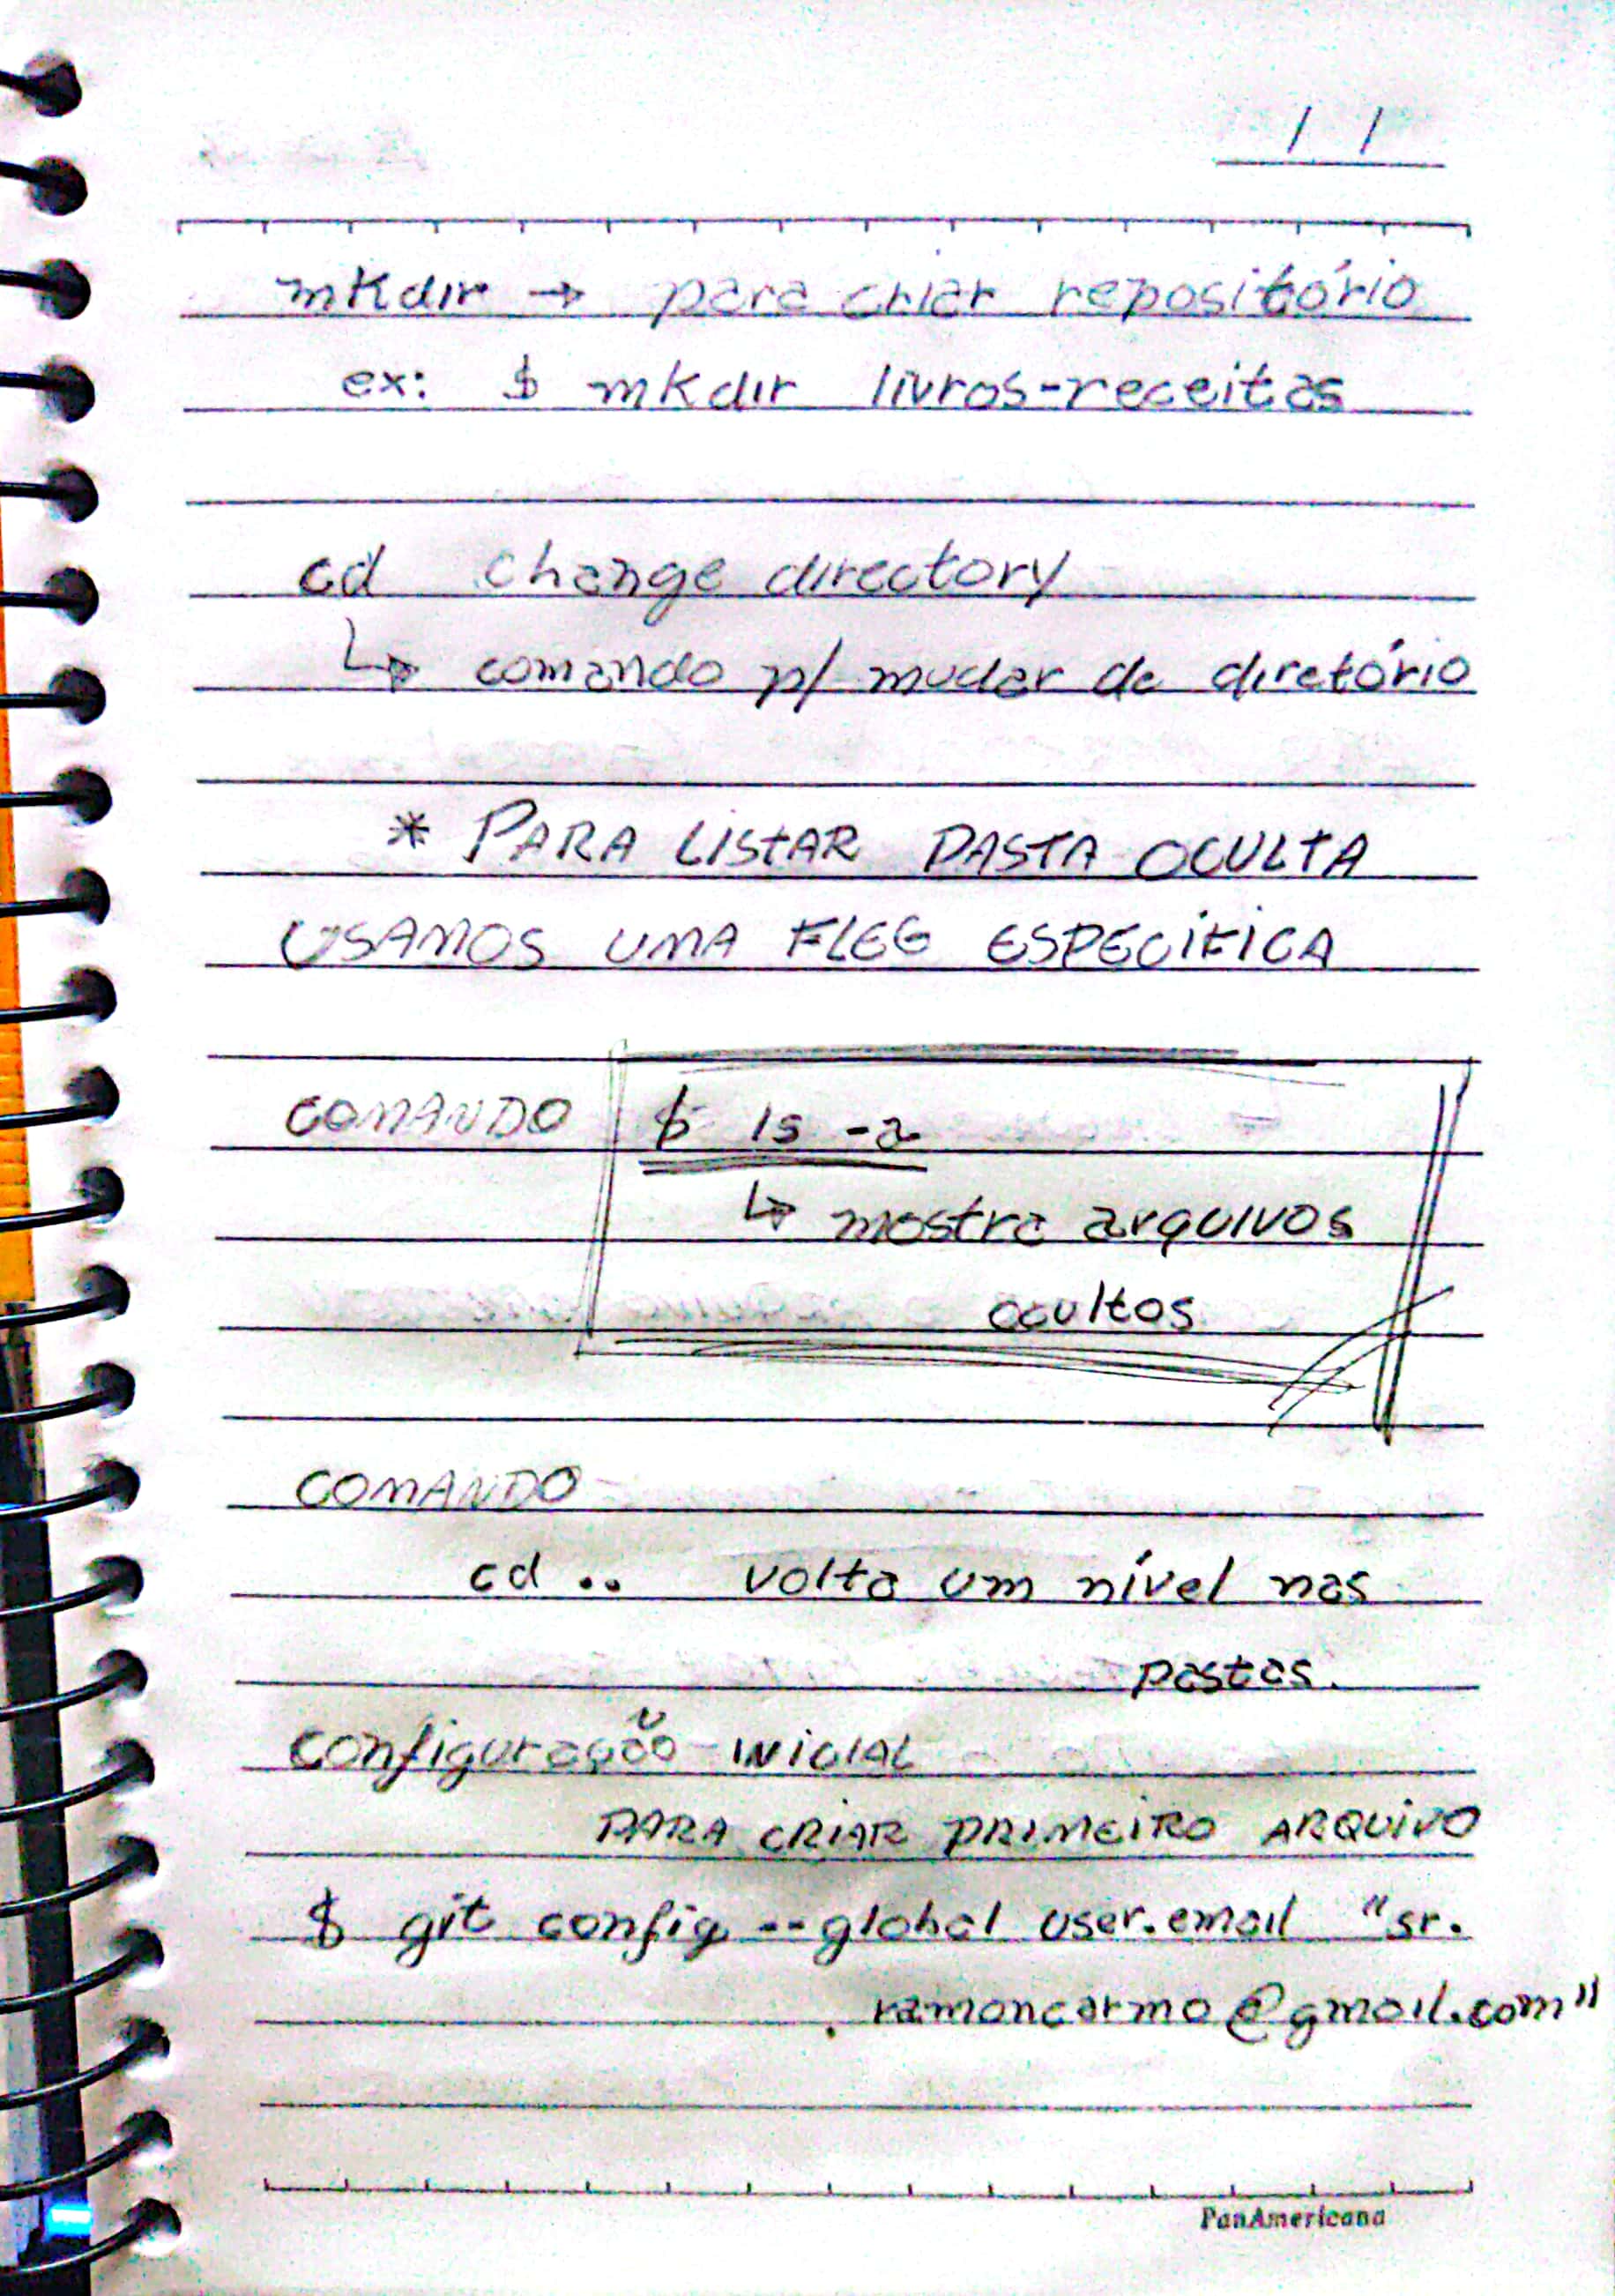 / /
mkdir → para criar repositório
ex: $ mkdir livros-receitas
cd change directory
↳ comando p/ mudar de diretório
* PARA LISTAR PASTA OCULTA
USAMOS UMA FLEG ESPECÍFICA
COMANDO $ ls -a
↳ mostra arquivos
ocultos
COMANDO
cd .. volta um nível nas
pastas.
configuração INICIAL
PARA CRIAR PRIMEIRO ARQUIVO
$ git config --global user.email "sr.
. ramoncarmo@gmail.com"
PanAmericana